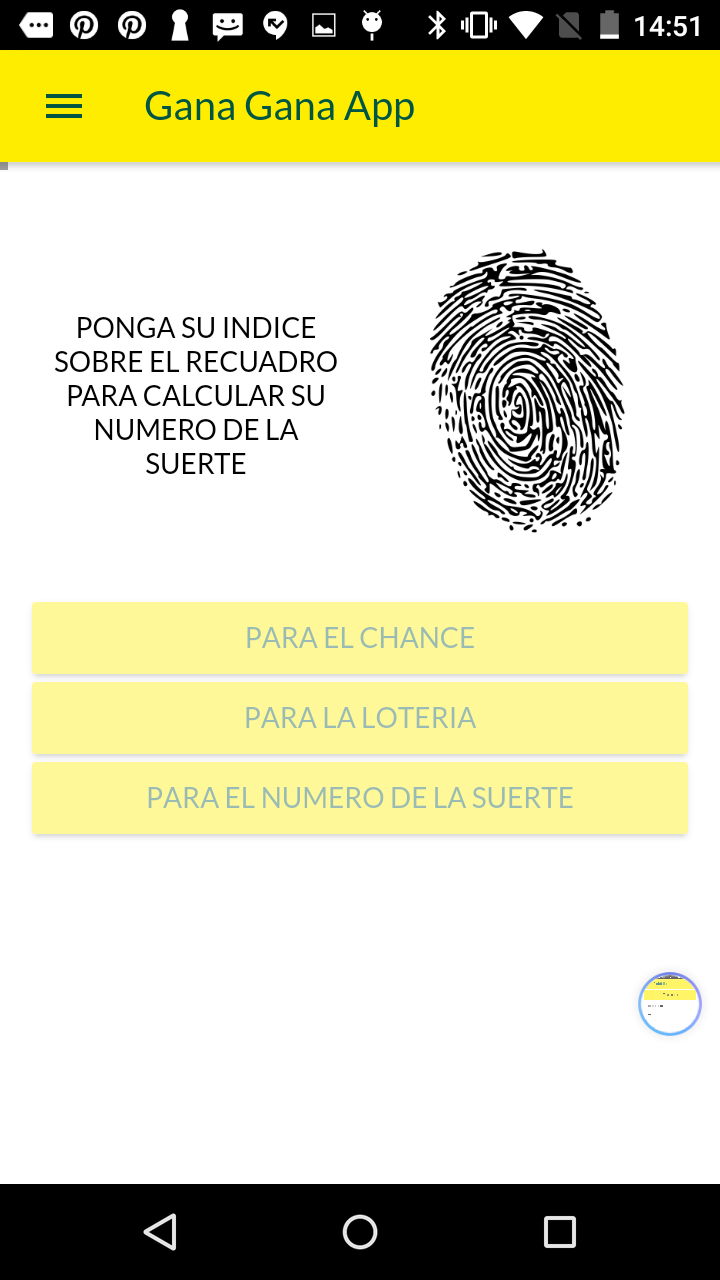 14:51
Gana Gana App
PONGA SU INDICE
SOBRE EL RECUADRO
PARA CALCULAR SU
NUMERO DE LA
SUERTE
PARA EL CHANCE
PARA LA LOTERIA
PARA EL NUMERO DE LA SUERTE